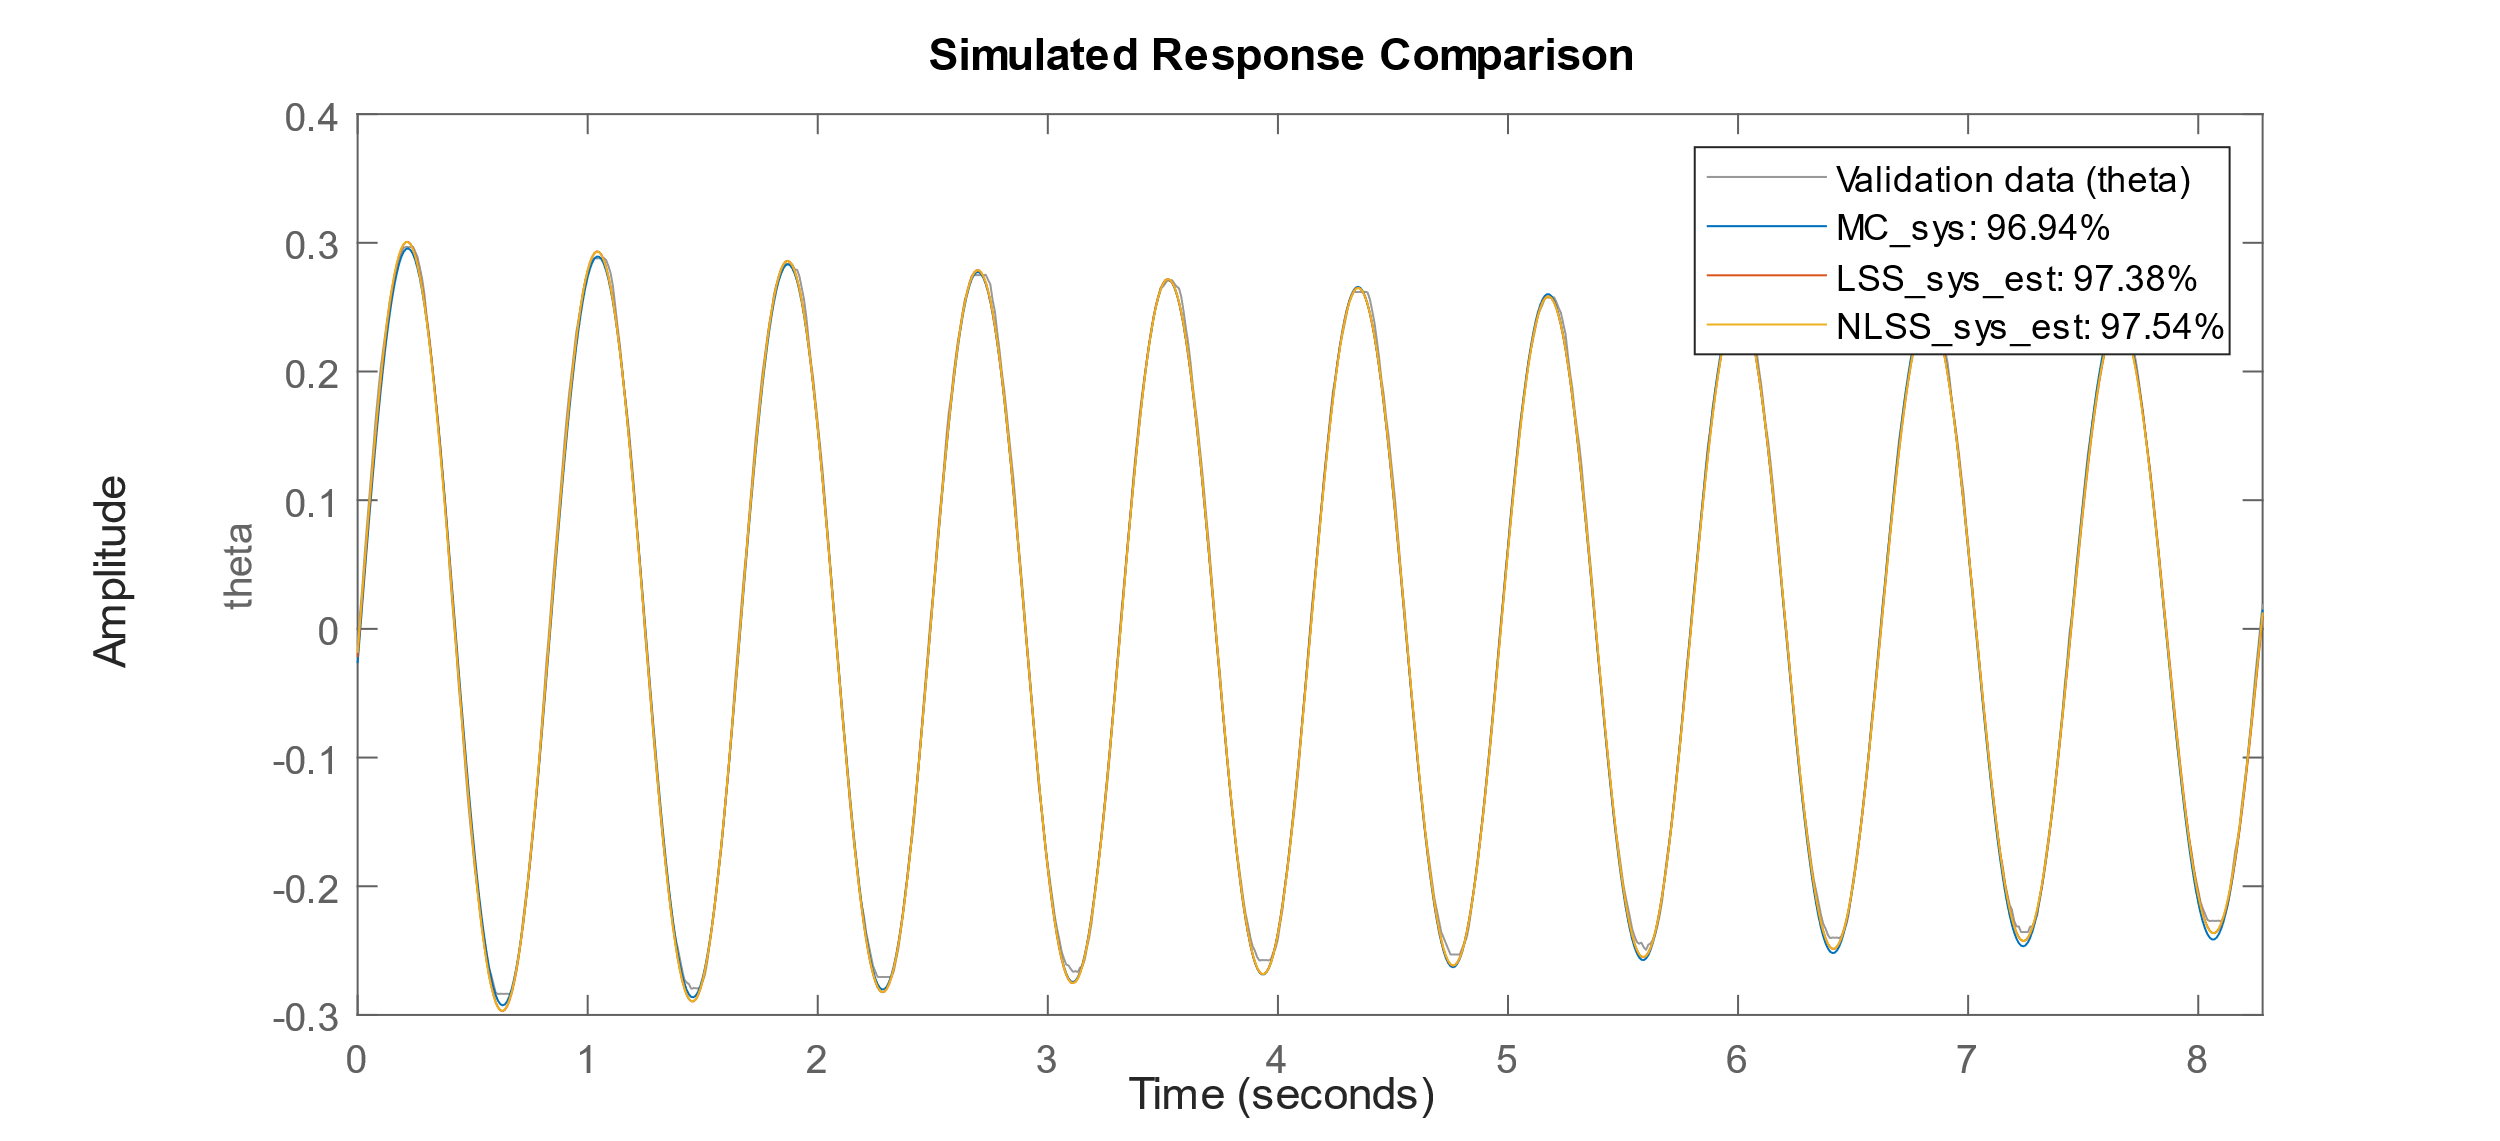 Simulated Response Comparison
0.4
0.3
0.2
0.1
0
-0.1
-0.2
-0.3
Amplitude
theta
Validation data (theta)
MC_sys: 96.94%
LSS_sys_est: 97.38%
NLSS_sys_est: 97.54%
0 1 2 3 4 5 6 7 8
Time (seconds)